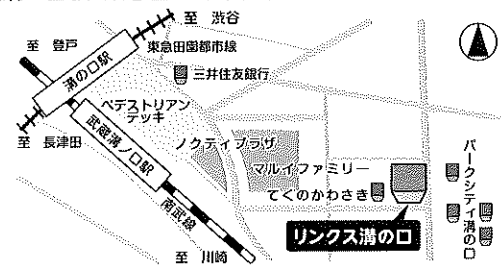 至 渋谷
至 登戸
東急田園都市線
溝の口駅
三井住友銀行
ペデストリアン
デッキ
武蔵溝ノ口駅
至 長津田
ノクティプラザ
マルイファミリー
てくのかわさき
パークシティ溝の口
南武線
リンクス溝の口
至 川崎